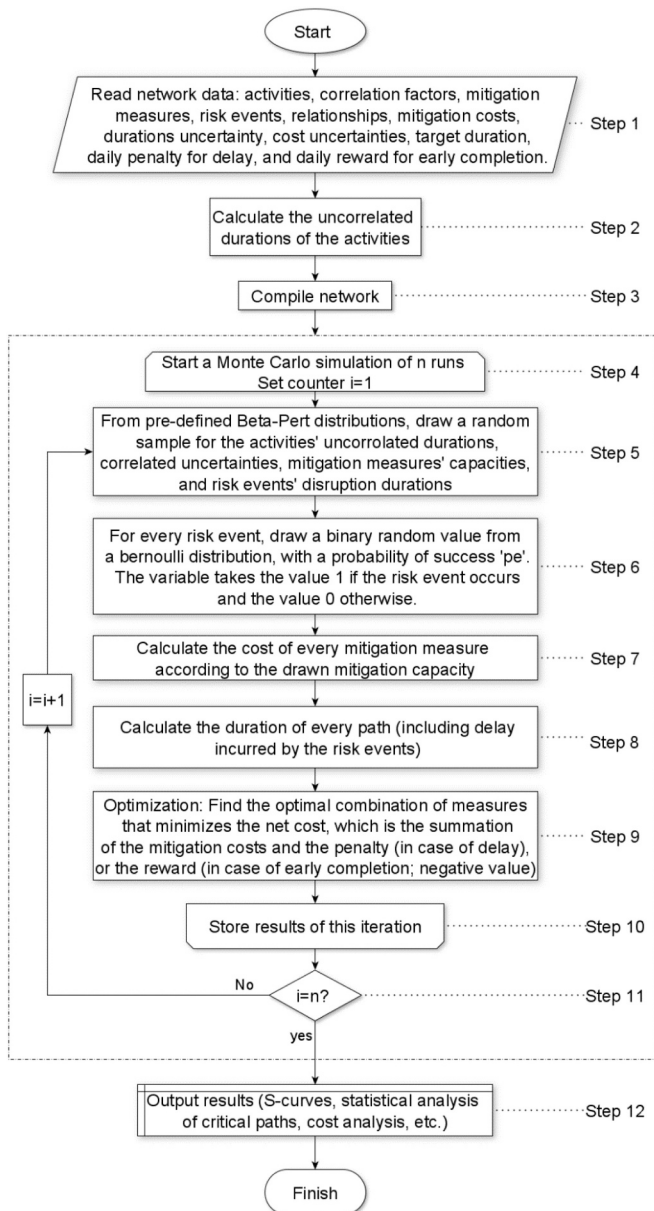 Start
Read network data: activities, correlation factors, mitigation
measures, risk events, relationships, mitigation costs,
durations uncertainty, cost uncertainties, target duration,
daily penalty for delay, and daily reward for early completion.
Step 1
Calculate the uncorrelated
durations of the activities
Step 2
Compile network
Step 3
Start a Monte Carlo simulation of n runs
Set counter i=1
Step 4
From pre-defined Beta-Pert distributions, draw a random
sample for the activities' uncorrolated durations,
correlated uncertainties, mitigation measures' capacities,
and risk events' disruption durations
Step 5
For every risk event, draw a binary random value from
a bernoulli distribution, with a probability of success 'pe'.
The variable takes the value 1 if the risk event occurs
and the value 0 otherwise.
Step 6
Calculate the cost of every mitigation measure
according to the drawn mitigation capacity
Step 7
i=i+1
Calculate the duration of every path (including delay
incurred by the risk events)
Step 8
Optimization: Find the optimal combination of measures
that minimizes the net cost, which is the summation
of the mitigation costs and the penalty (in case of delay),
or the reward (in case of early completion; negative value)
Step 9
Store results of this iteration
Step 10
No
i=n?
Step 11
yes
Output results (S-curves, statistical analysis
of critical paths, cost analysis, etc.)
Step 12
Finish